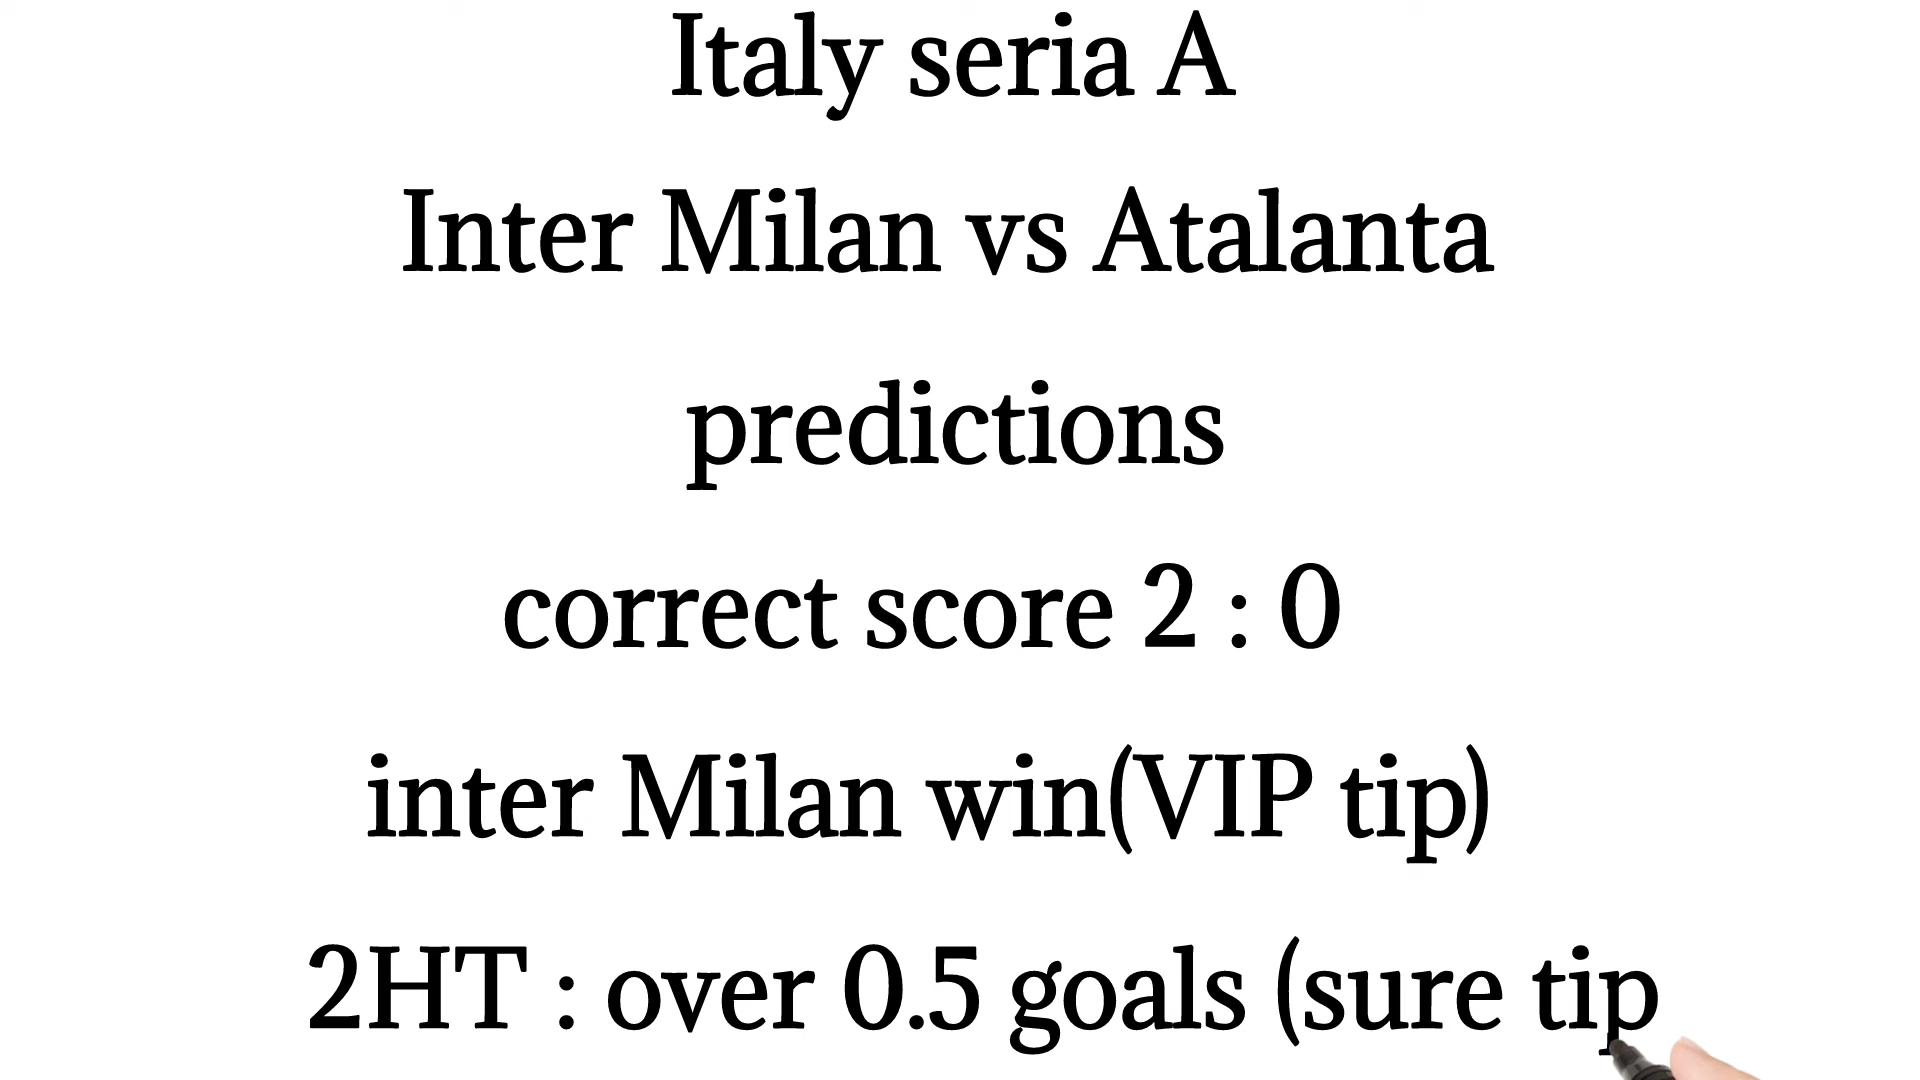 Italy seria A
Inter Milan vs Atalanta
predictions
correct score 2 : 0
inter Milan win(VIP tip)
2HT : over 0.5 goals (sure tip